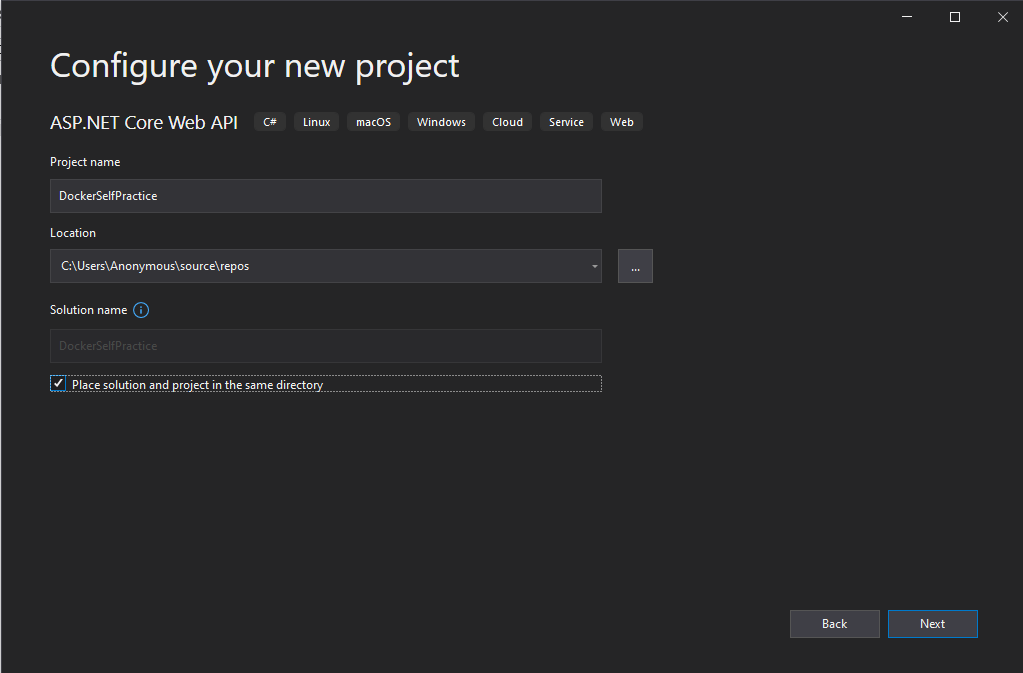 Configure your new project
ASP.NET Core Web API C# Linux macOS Windows Cloud Service Web
Project name
DockerSelfPractice
Location
C:\Users\Anonymous\source\repos
...
Solution name
DockerSelfPractice
Place solution and project in the same directory
Back Next